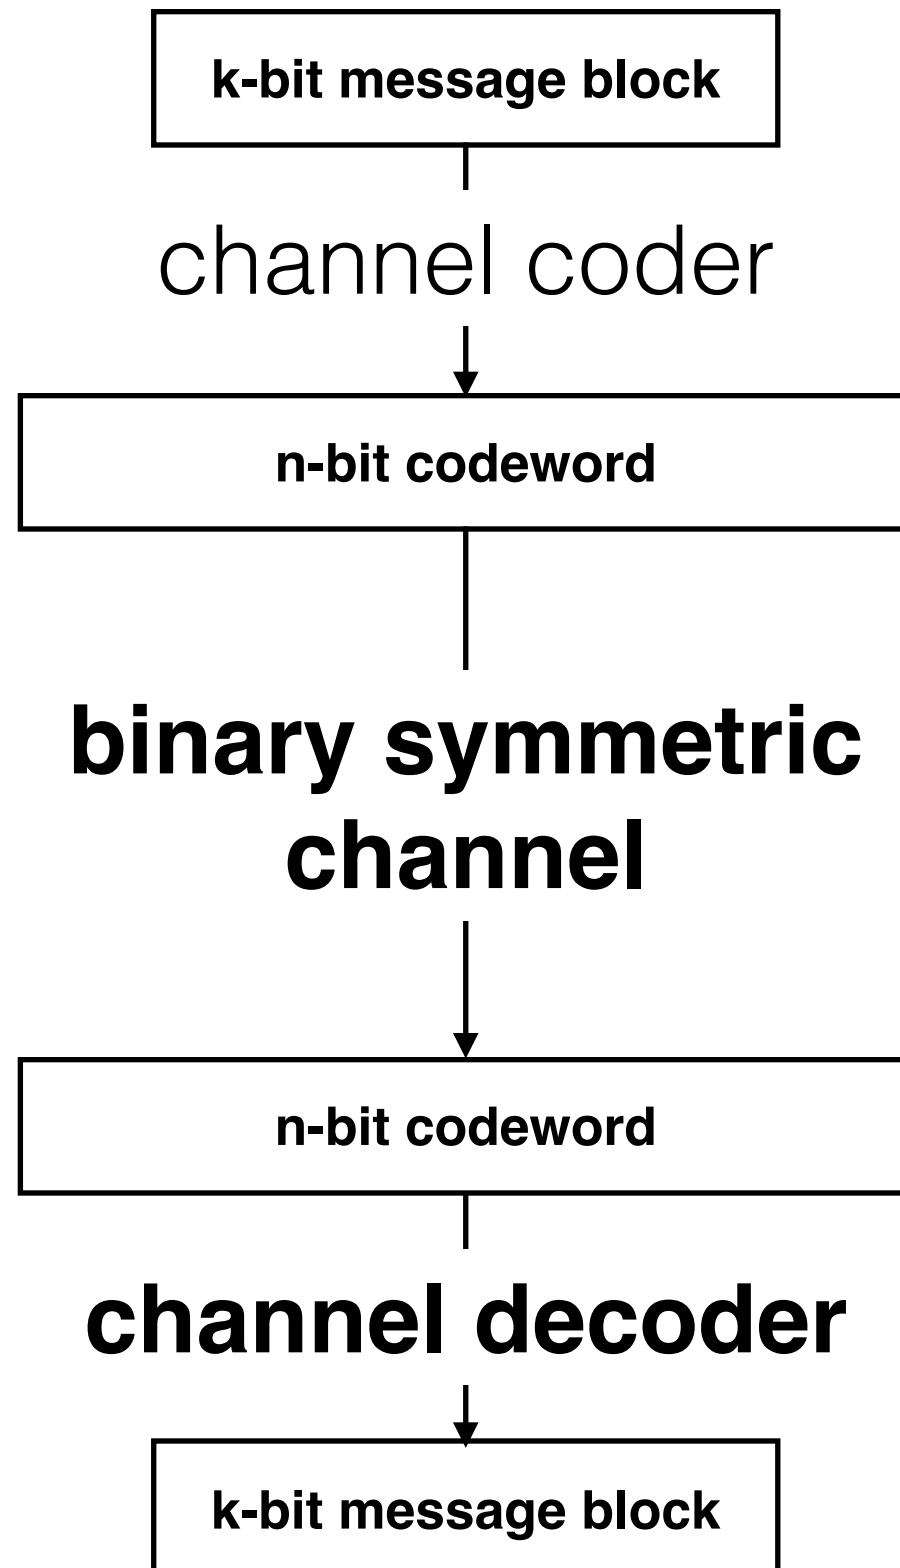 k-bit message block
channel coder
n-bit codeword
binary symmetric
channel
n-bit codeword
channel decoder
k-bit message block